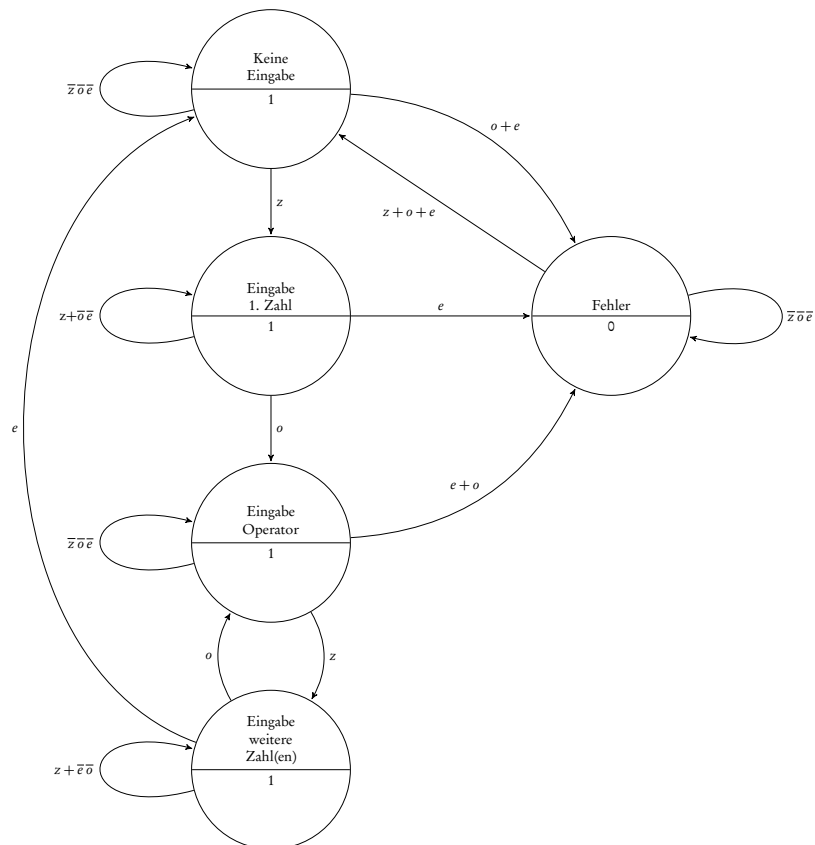 Keine
Eingabe
1
z̅ o̅ e̅
o + e
z
z + o + e
Eingabe
1. Zahl
1
z+o̅ e̅
e
Fehler
0
z̅ o̅ e̅
o
e
Eingabe
Operator
1
z̅ o̅ e̅
e + o
o
z
Eingabe
weitere
Zahl(en)
1
z + e̅ o̅